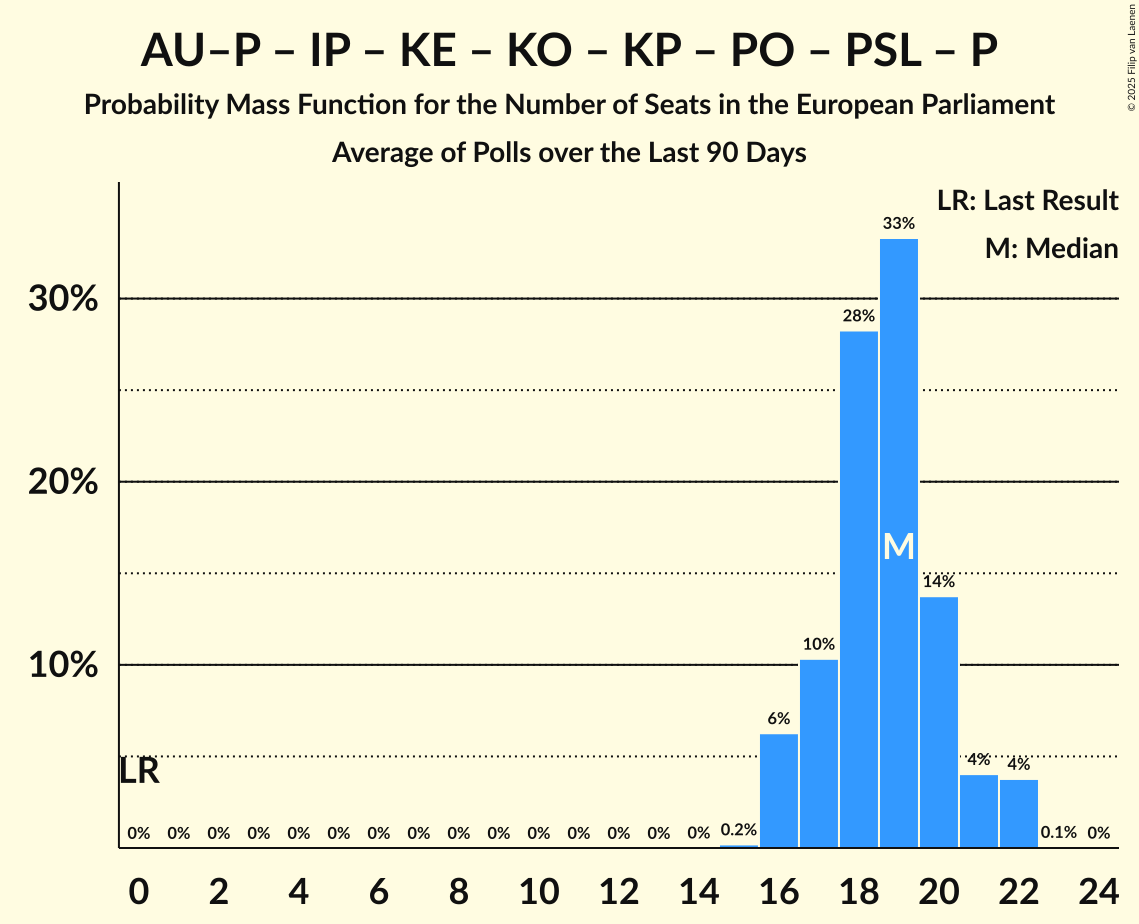 AU–P – IP – KE – KO – KP – PO – PSL – P
Probability Mass Function for the Number of Seats in the European Parliament
Average of Polls over the Last 90 Days
© 2025 Filip van Laenen
LR: Last Result
M: Median
33%
30%
28%
20%
M
14%
10%
10%
6%
LR
4%
4%
0% 0% 0% 0% 0% 0% 0% 0% 0% 0% 0% 0% 0% 0% 0% 0.2% 0.1% 0%
0 2 4 6 8 10 12 14 16 18 20 22 24